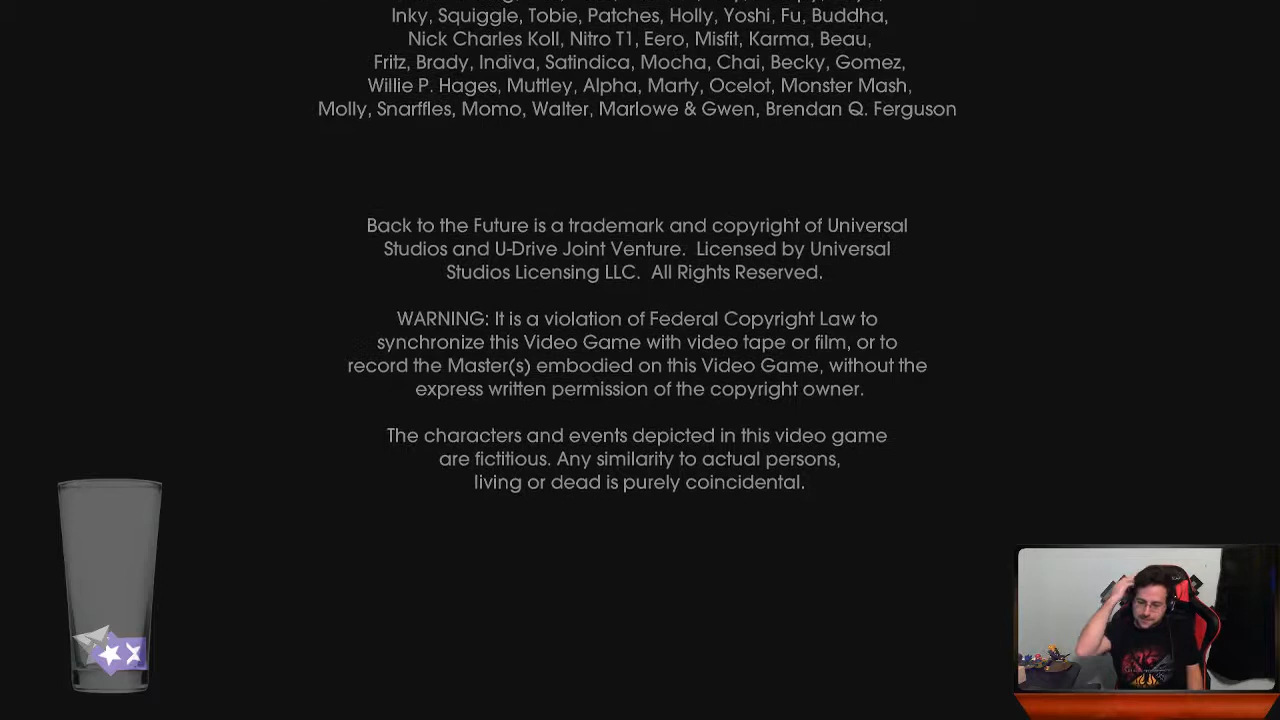 Inky, Squiggle, Tobie, Patches, Holly, Yoshi, Fu, Buddha,
Nick Charles Koll, Nitro T1, Eero, Misfit, Karma, Beau,
Fritz, Brady, Indiva, Satindica, Mocha, Chai, Becky, Gomez,
Willie P. Hages, Muttley, Alpha, Marty, Ocelot, Monster Mash,
Molly, Snarffles, Momo, Walter, Marlowe & Gwen, Brendan Q. Ferguson
Back to the Future is a trademark and copyright of Universal
Studios and U-Drive Joint Venture.  Licensed by Universal
Studios Licensing LLC.  All Rights Reserved.
WARNING: It is a violation of Federal Copyright Law to
synchronize this Video Game with video tape or film, or to
record the Master(s) embodied on this Video Game, without the
express written permission of the copyright owner.
The characters and events depicted in this video game
are fictitious. Any similarity to actual persons,
living or dead is purely coincidental.